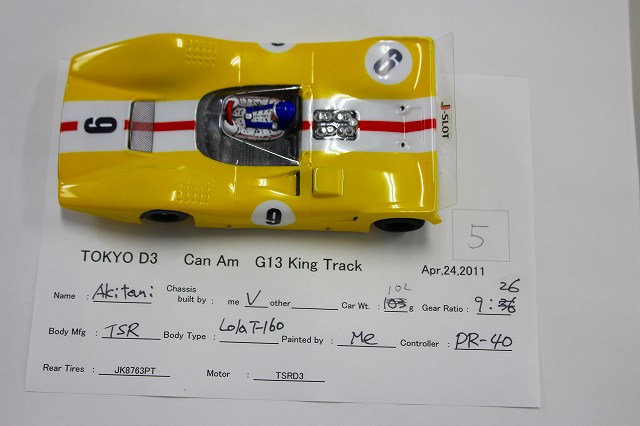 6
9
9
9
J-SLOT
5
TOKYO D3 Can Am G13 King Track Apr,24,2011
102 26
Name : Akitani Chassis built by : me V other Car Wt. : 103 g Gear Ratio : 9 : 36
Body Mfg : TSR Body Type : Lola T-160 Painted by : Me Controller : PR-40
Rear Tires : JK8763PT Motor : TSRD3